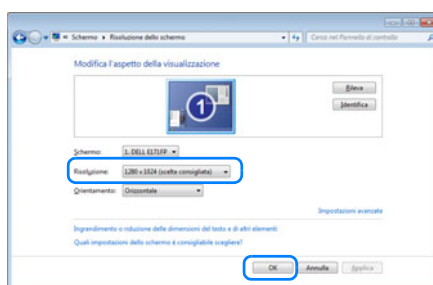 Schermo ▸ Risoluzione dello schermo
Cerca nel Pannello di controllo
Modifica l'aspetto della visualizzazione
1
Rileva
Identifica
Schermo: 1. DELL E171FP
Risoluzione: 1280 x 1024 (scelta consigliata)
Orientamento: Orizzontale
Impostazioni avanzate
Ingrandimento o riduzione delle dimensioni del testo e di altri elementi
Quali impostazioni dello schermo è consigliabile scegliere?
OK Annulla Applica